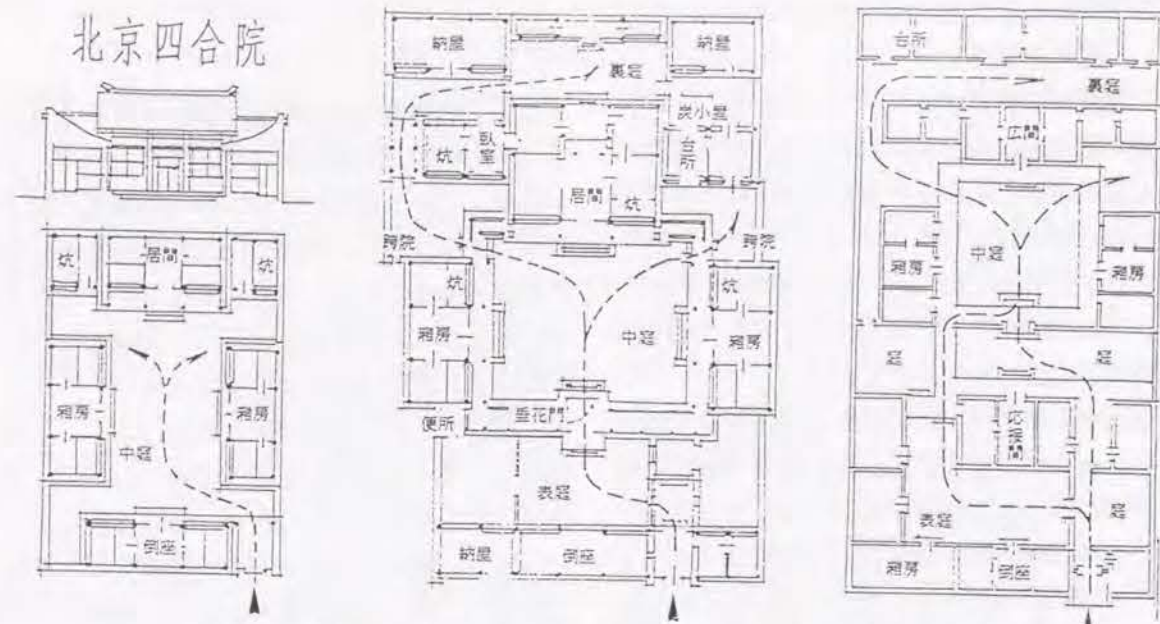 北京四合院
居間
炕
炕
廂房
廂房
中庭
倒座
納屋
納屋
裏庭
炭小屋
臥室
炕
台所
居間
炕
跨院
跨院
炕
炕
廂房
中庭
廂房
垂花門
便所
表庭
納屋
倒座
台所
裏庭
広間
中庭
廂房
廂房
庭
庭
応接間
表庭
庭
廂房
倒座